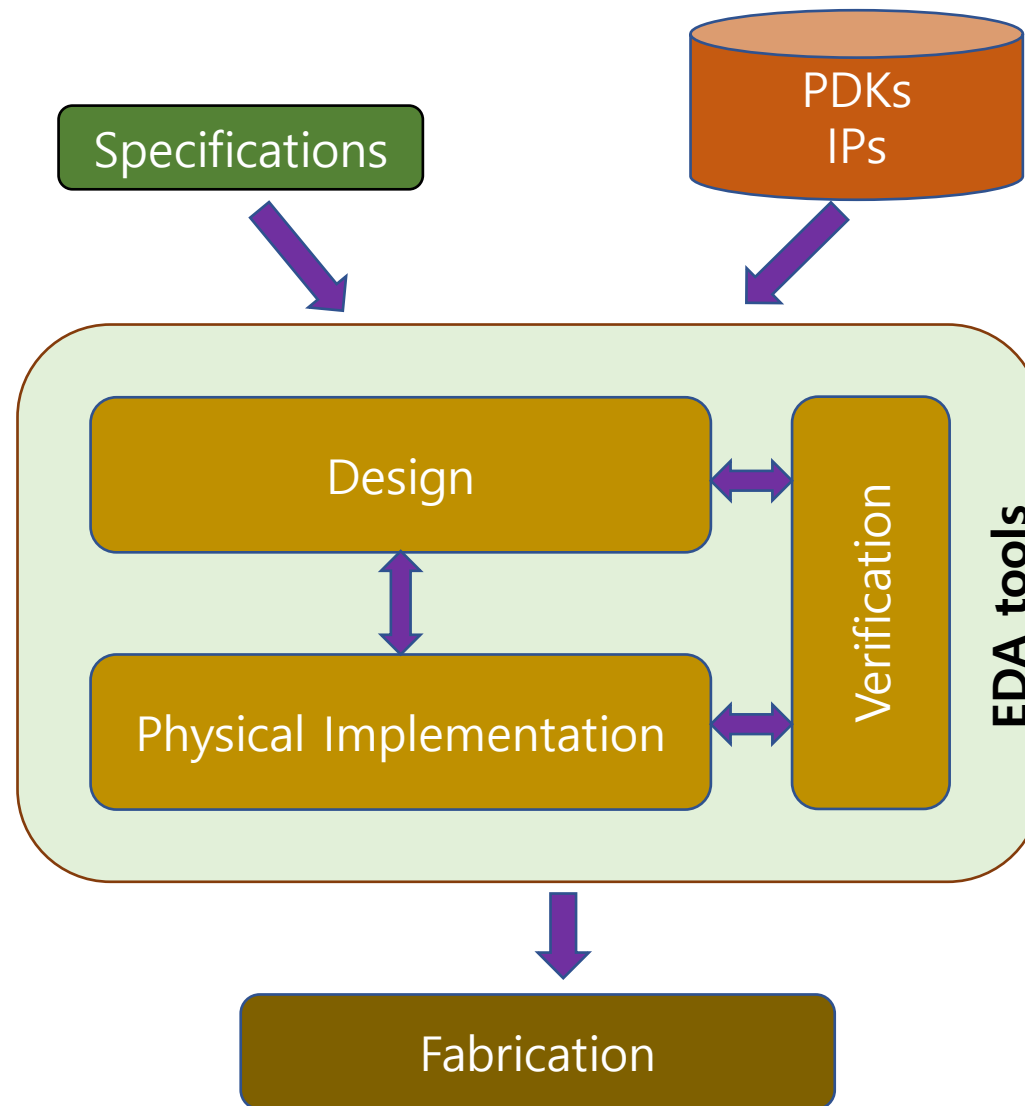 Specifications
PDKs
IPs
Design
Verification
Physical Implementation
EDA tools
Fabrication